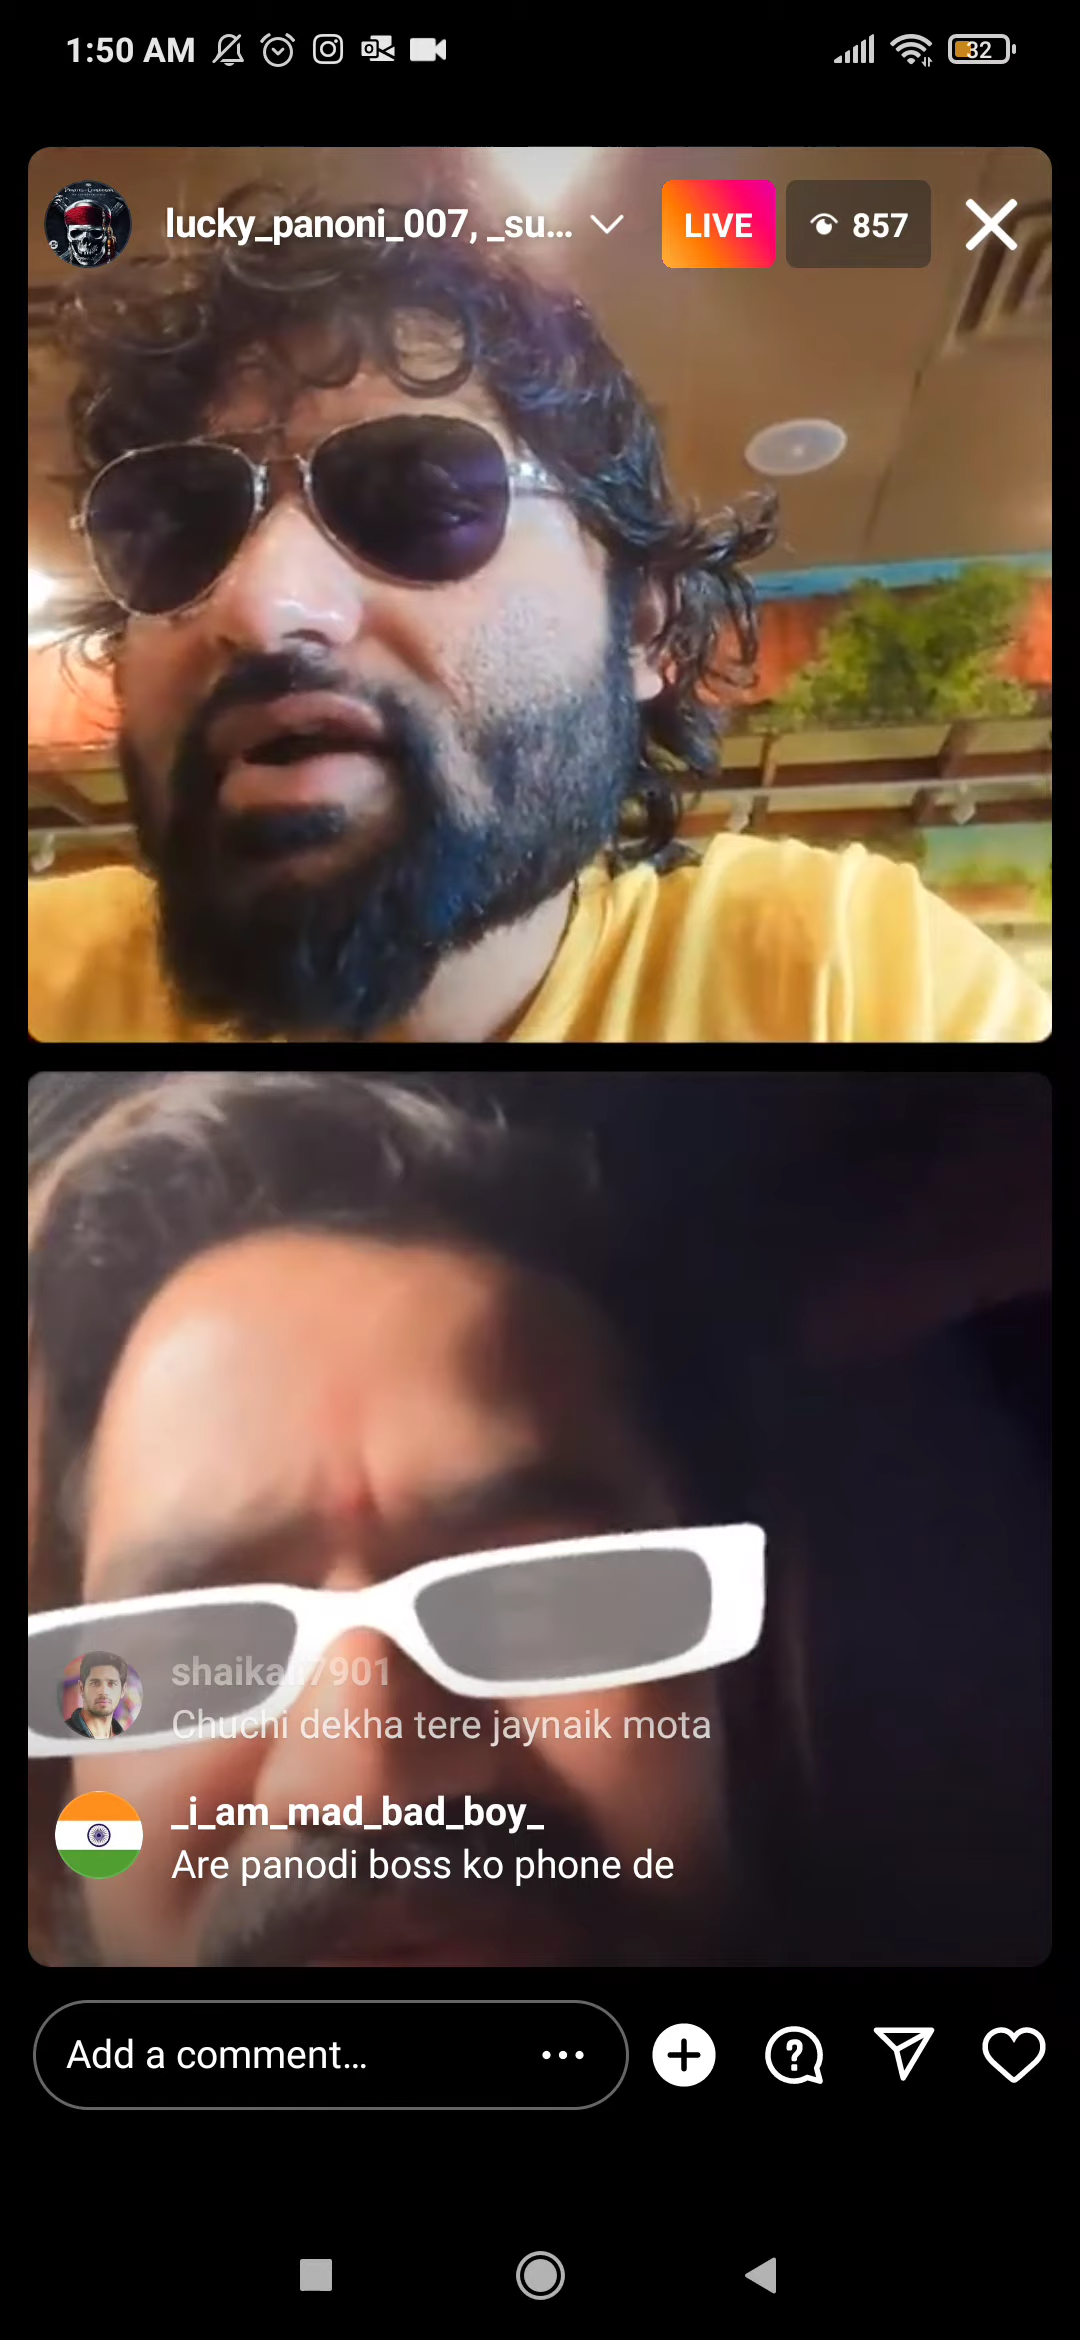 1:50 AM
32
lucky_panoni_007, _su...
LIVE
857
shaikali7901
Chuchi dekha tere jaynaik mota
_i_am_mad_bad_boy_
Are panodi boss ko phone de
Add a comment...